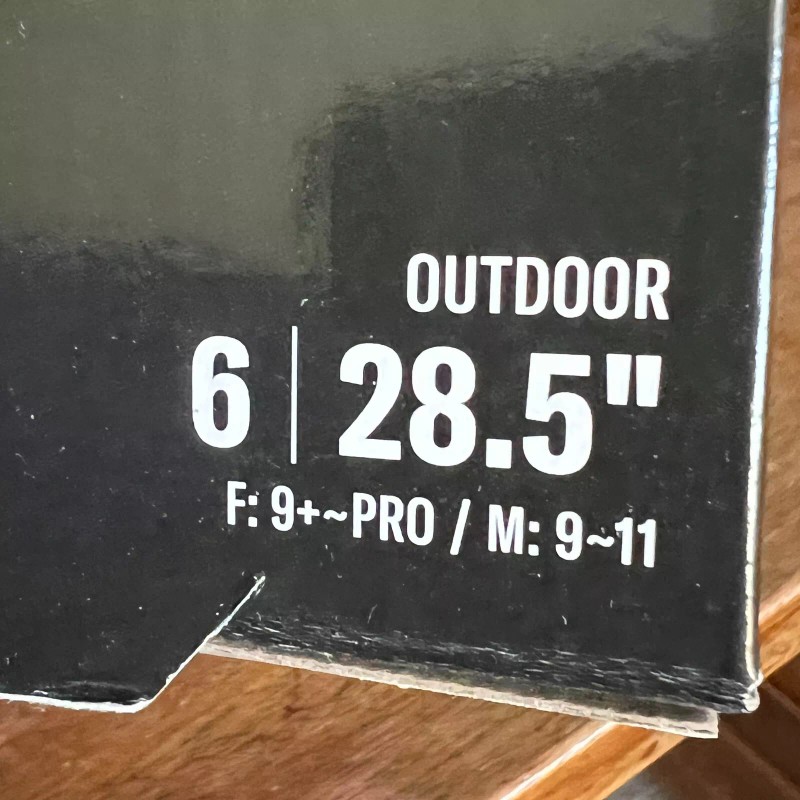 OUTDOOR
6 | 28.5"
F: 9+~PRO / M: 9~11